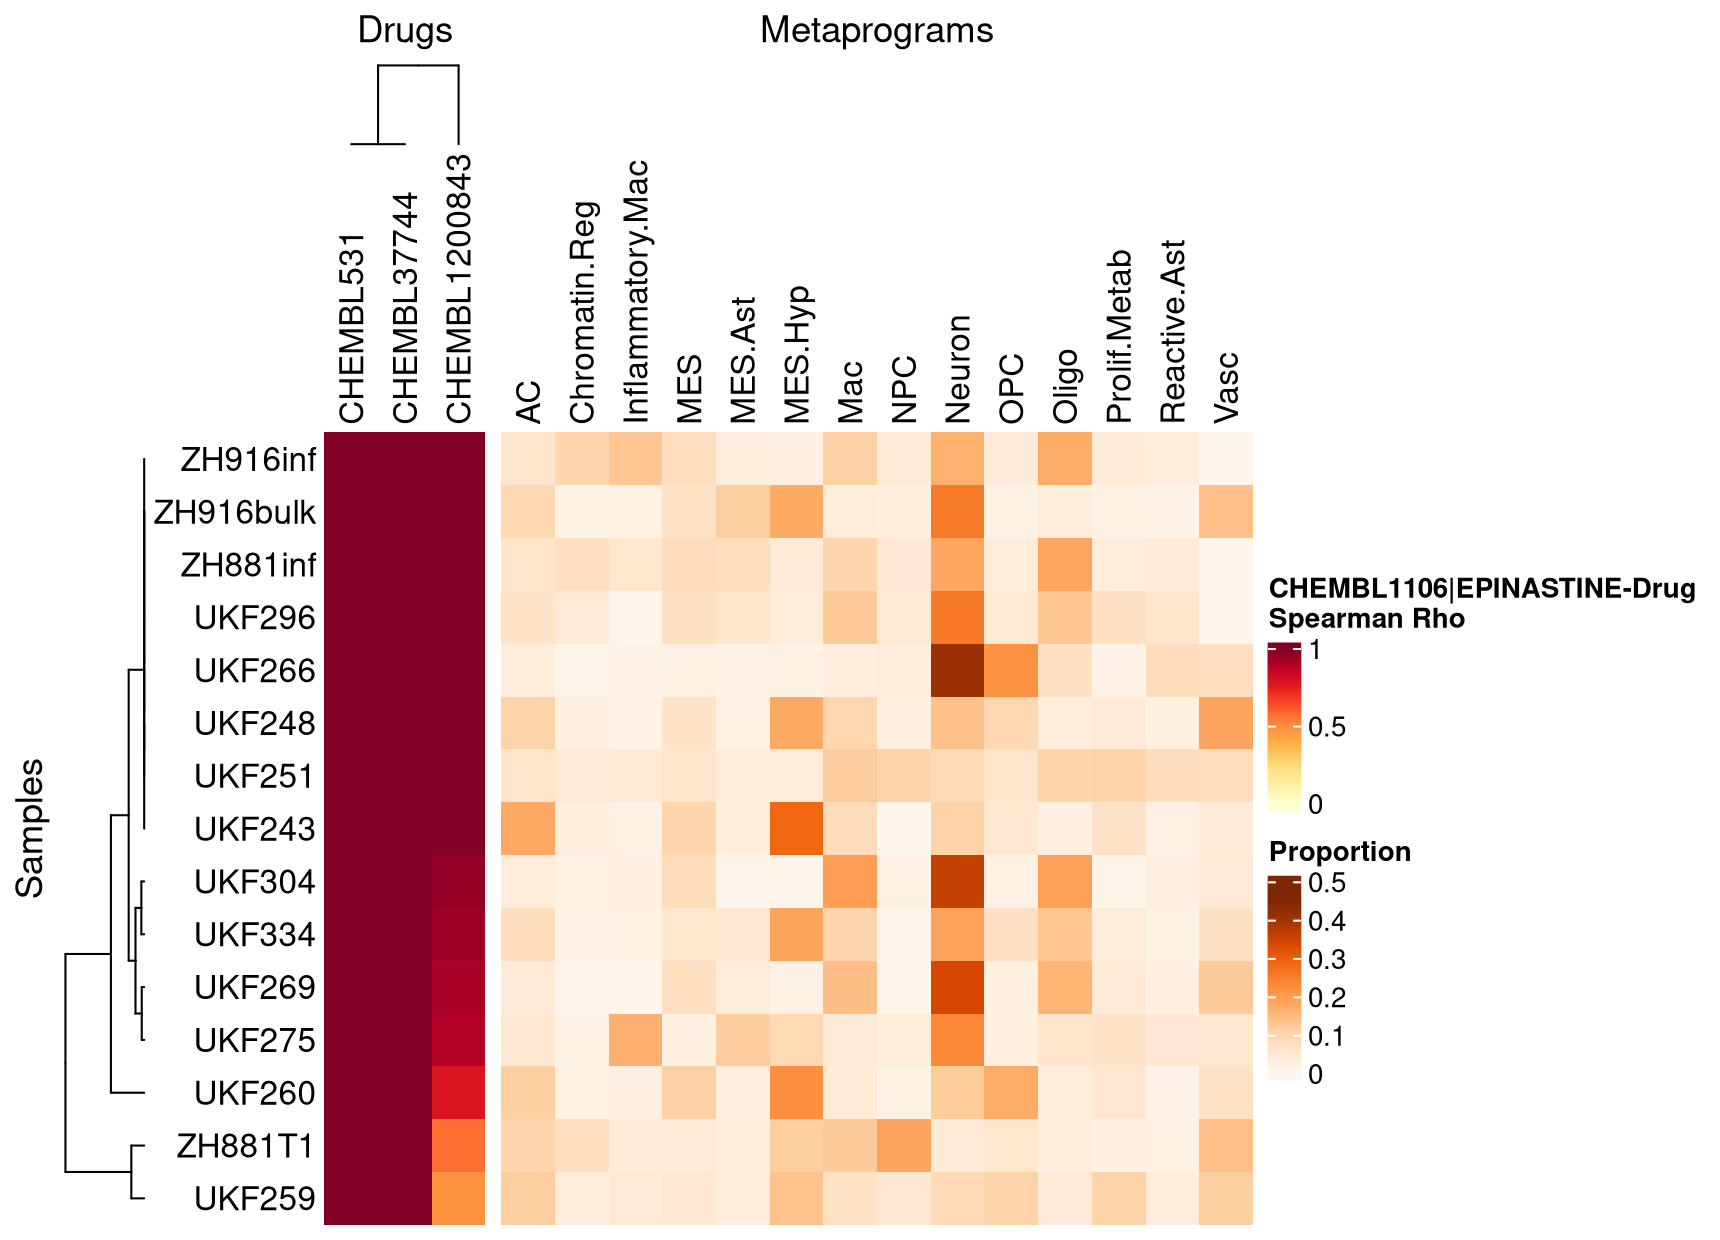 Drugs
Metaprograms
CHEMBL531
CHEMBL37744
CHEMBL1200843
AC
Chromatin.Reg
Inflammatory.Mac
MES
MES.Ast
MES.Hyp
Mac
NPC
Neuron
OPC
Oligo
Prolif.Metab
Reactive.Ast
Vasc
Samples
ZH916inf
ZH916bulk
ZH881inf
UKF296
UKF266
UKF248
UKF251
UKF243
UKF304
UKF334
UKF269
UKF275
UKF260
ZH881T1
UKF259
CHEMBL1106|EPINASTINE-Drug
Spearman Rho
1
0.5
0
Proportion
0.5
0.4
0.3
0.2
0.1
0